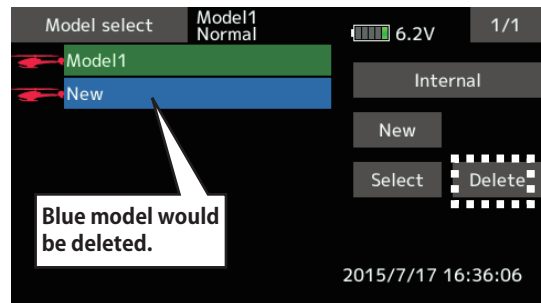 Model select
Model1
Normal
6.2V
1/1
Model1
New
Internal
New
Select
Delete
Blue model would
be deleted.
2015/7/17 16:36:06